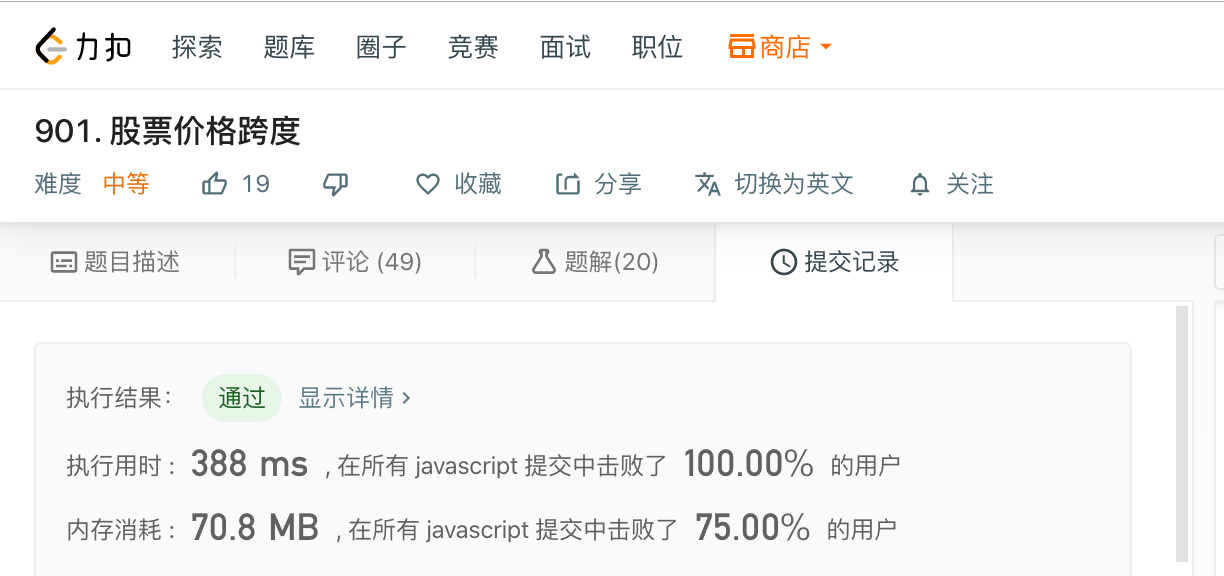 力扣 探索 题库 圈子 竞赛 面试 职位 商店
901. 股票价格跨度
难度 中等 19 收藏 分享 切换为英文 关注
题目描述 评论 (49) 题解(20) 提交记录
执行结果： 通过 显示详情 ›
执行用时 : 388 ms , 在所有 javascript 提交中击败了 100.00% 的用户
内存消耗 : 70.8 MB , 在所有 javascript 提交中击败了 75.00% 的用户